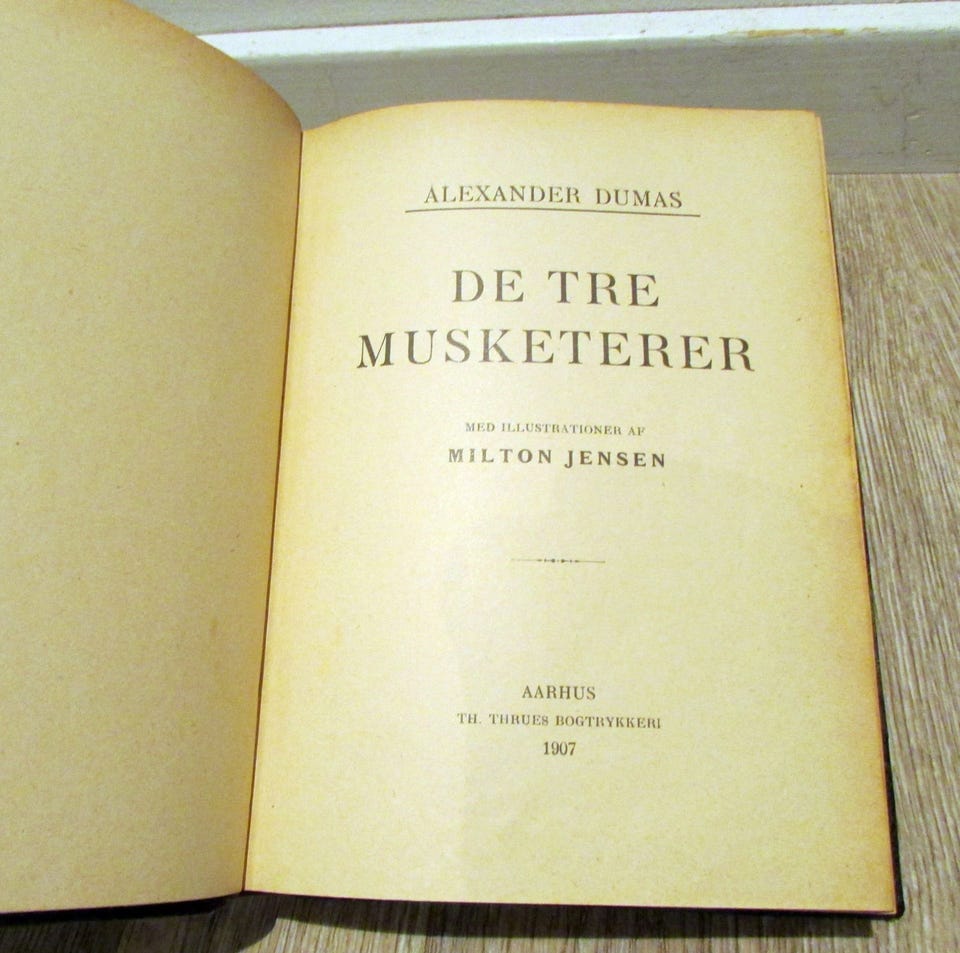 ALEXANDER DUMAS
DE TRE
MUSKETERER
MED ILLUSTRATIONER AF
MILTON JENSEN
AARHUS
TH. THRUES BOGTRYKKERI
1907